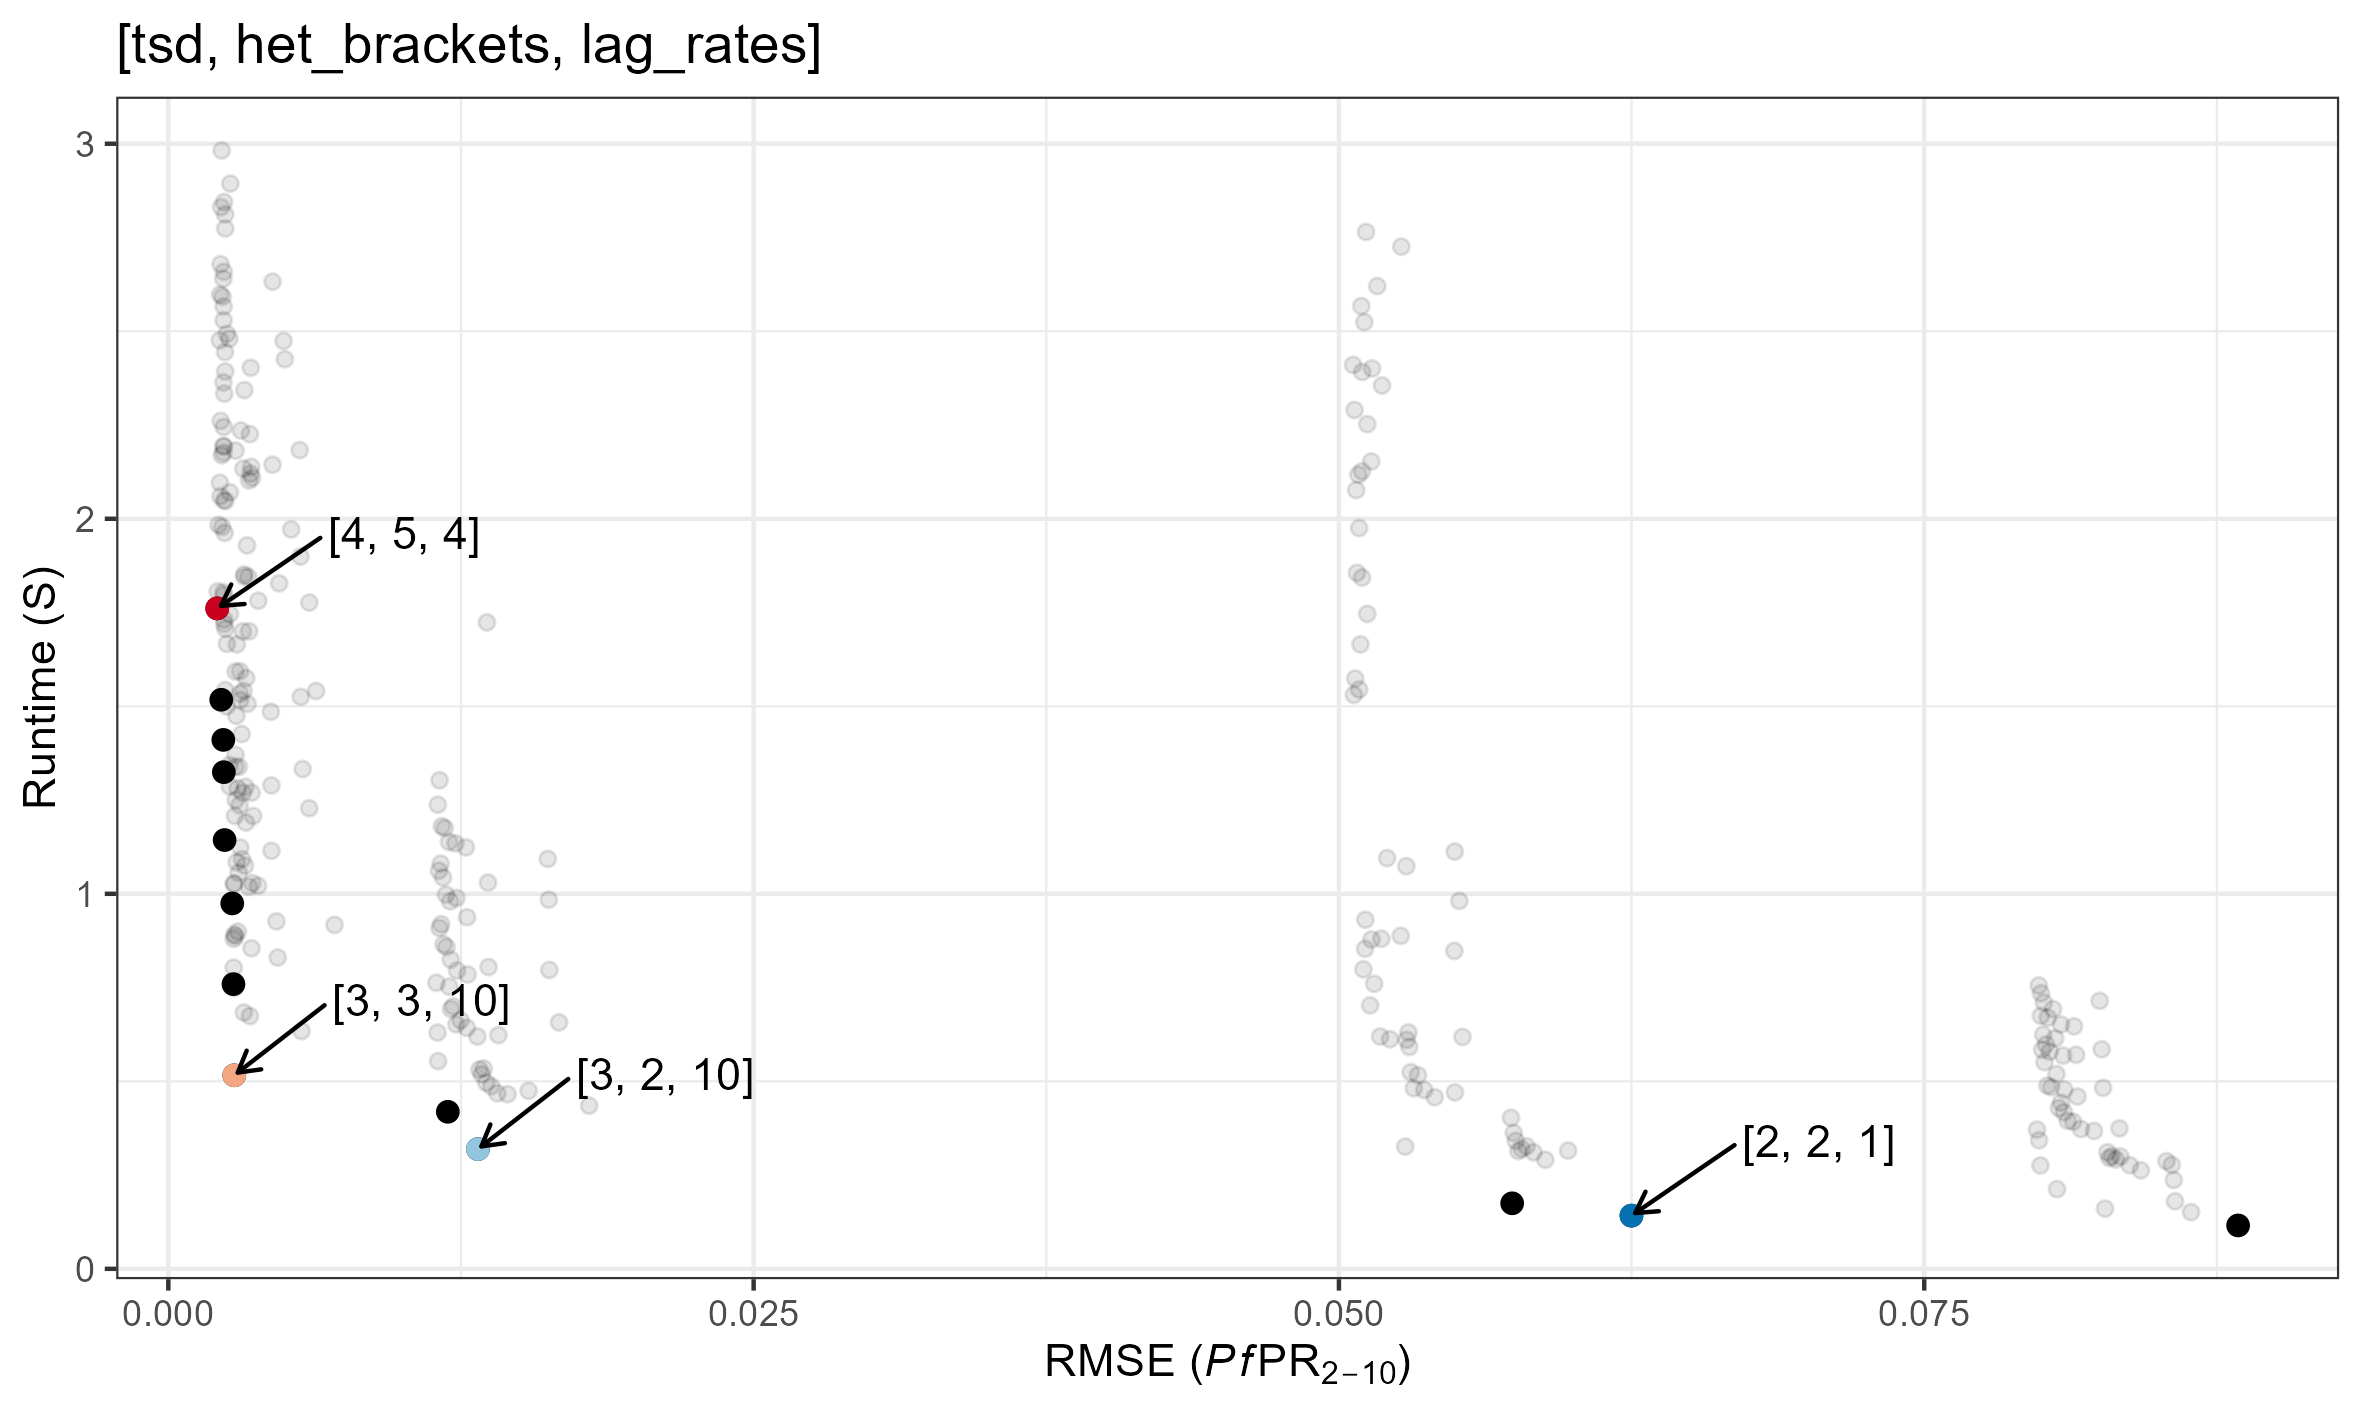 [tsd, het_brackets, lag_rates]
3
2
1
0
Runtime (S)
[4, 5, 4]
[3, 3, 10]
[3, 2, 10]
[2, 2, 1]
0.000 0.025 0.050 0.075
RMSE (PfPR₂₋₁₀)